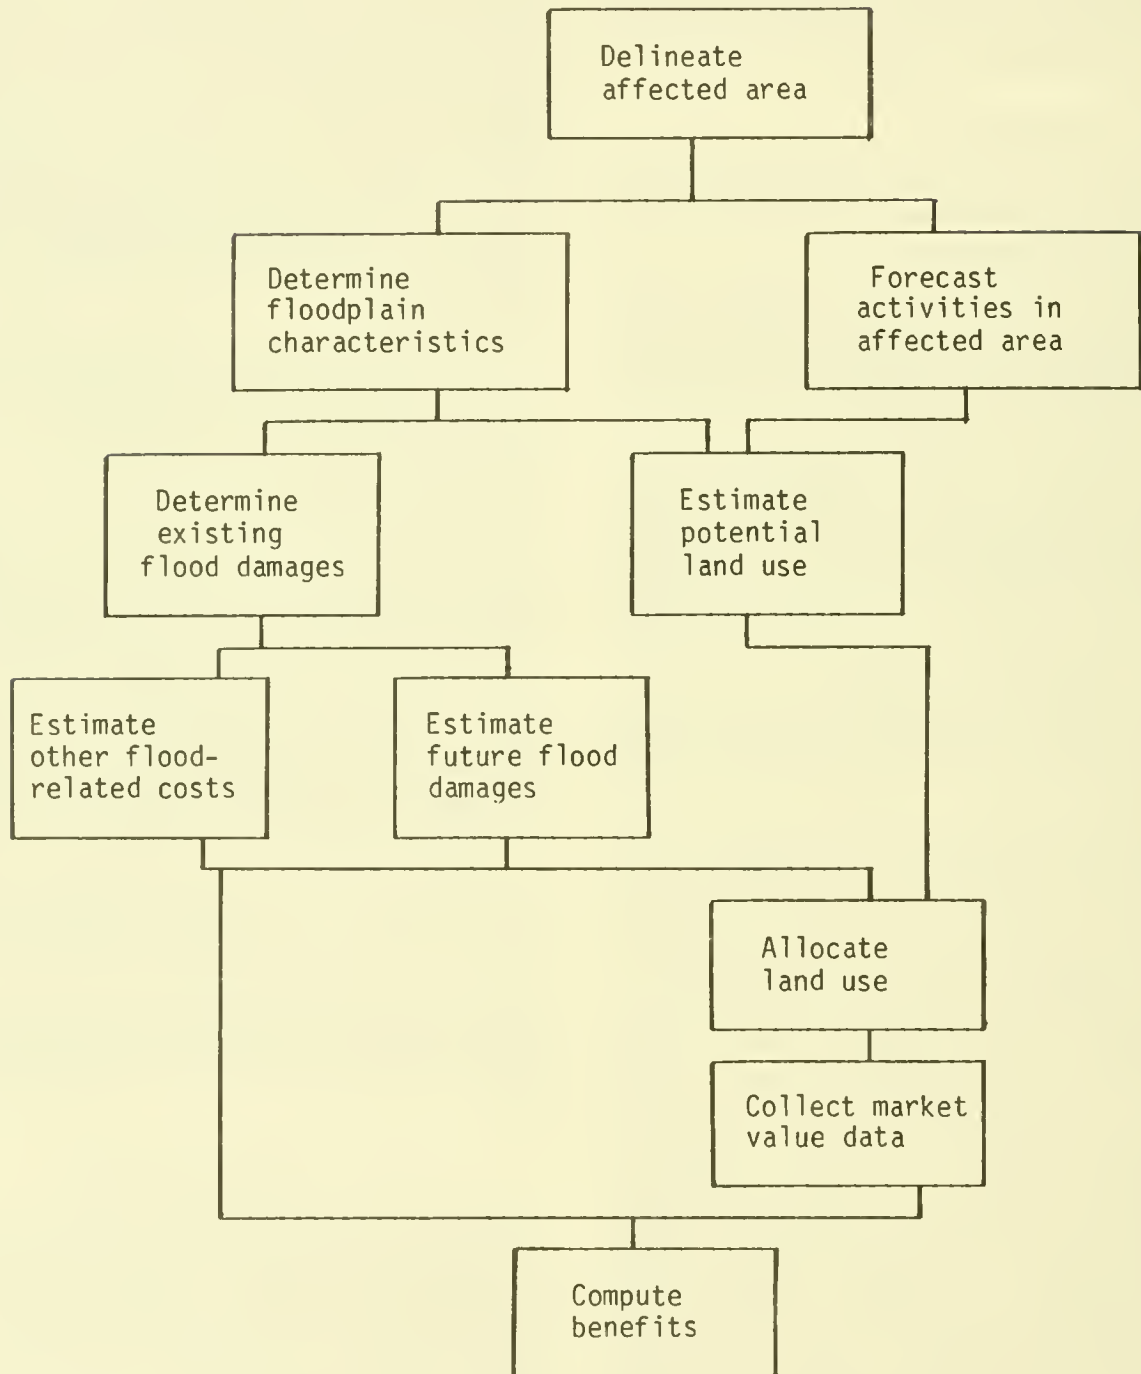 Delineate
affected area
Determine
floodplain
characteristics
Forecast
activities in
affected area
Determine
existing
flood damages
Estimate
potential
land use
Estimate
other flood-
related costs
Estimate
future flood
damages
Allocate
land use
Collect market
value data
Compute
benefits